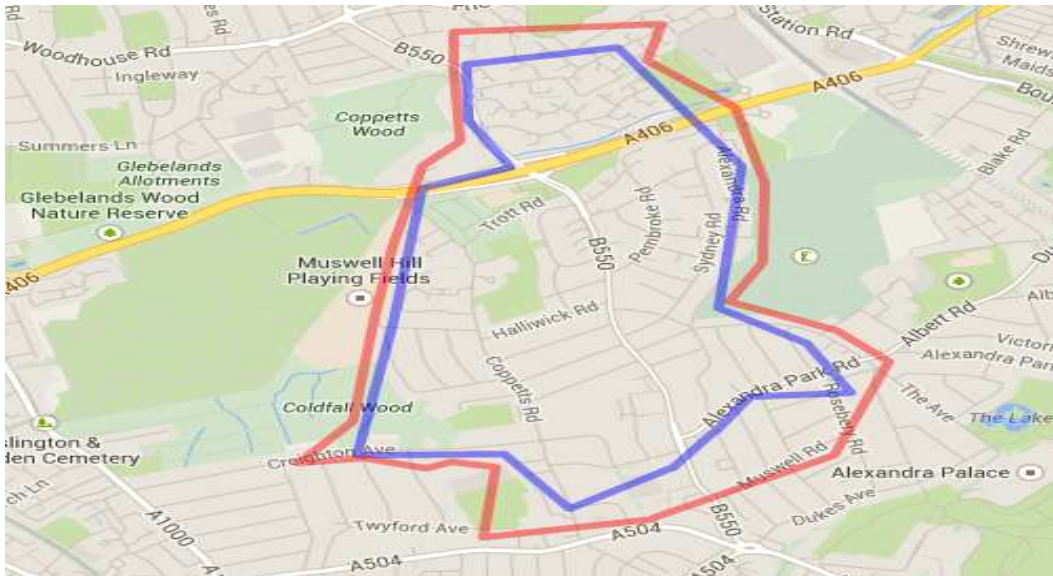 Woodhouse Rd
Ingleway
B550
Station Rd
Summers Ln
Coppetts
Wood
A406
A406
Glebelands
Allotments
Glebelands Wood
Nature Reserve
Trott Rd
Pembroke Rd
Alexandra Rd
Sydney Rd
Blake Rd
B550
Muswell Hill
Playing Fields
Halliwick Rd
Albert Rd
Coppetts Rd
Alexandra Park Rd
Rosebery Rd
The Ave
The Lake
Coldfall Wood
Creighton Ave
Muswell Rd
Alexandra Palace
Dukes Ave
A1000
Twyford Ave
A504
A504
B550
A504